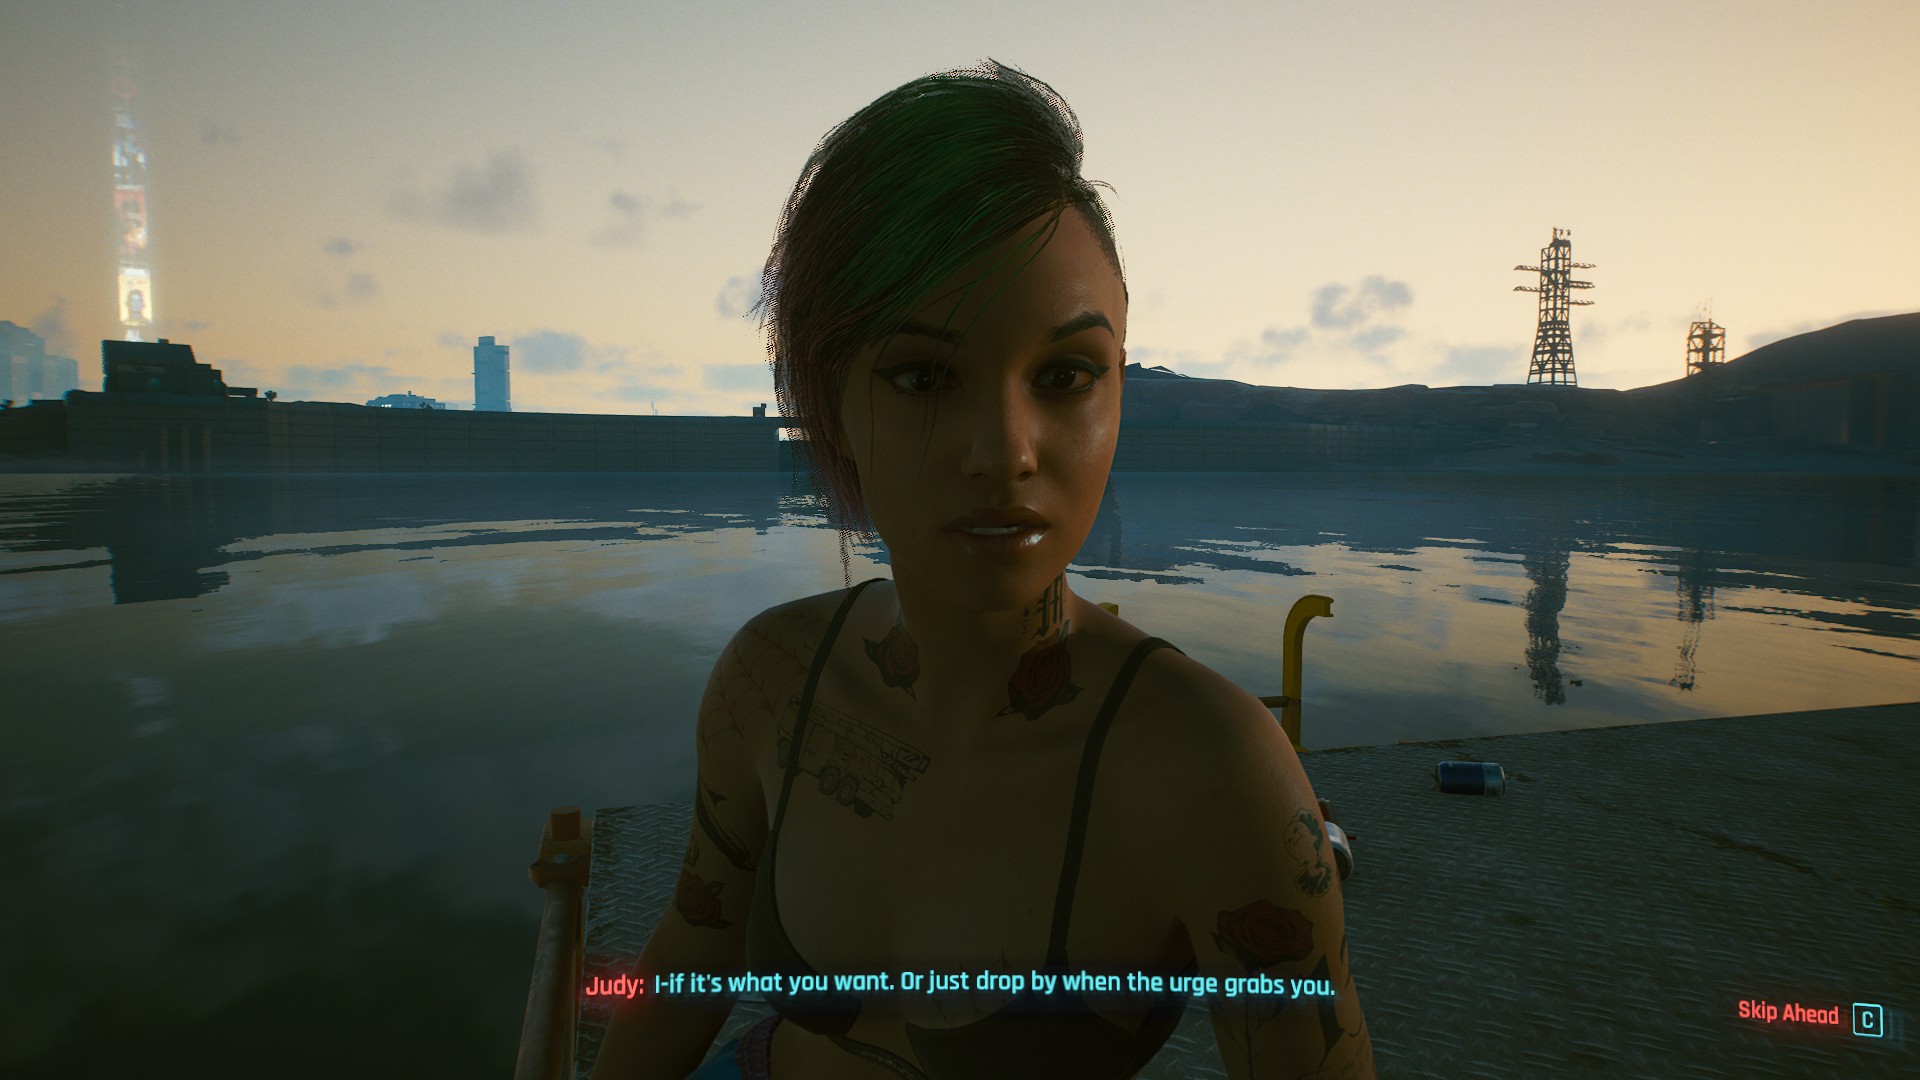 Judy: I-if it's what you want. Or just drop by when the urge grabs you.
Skip Ahead C